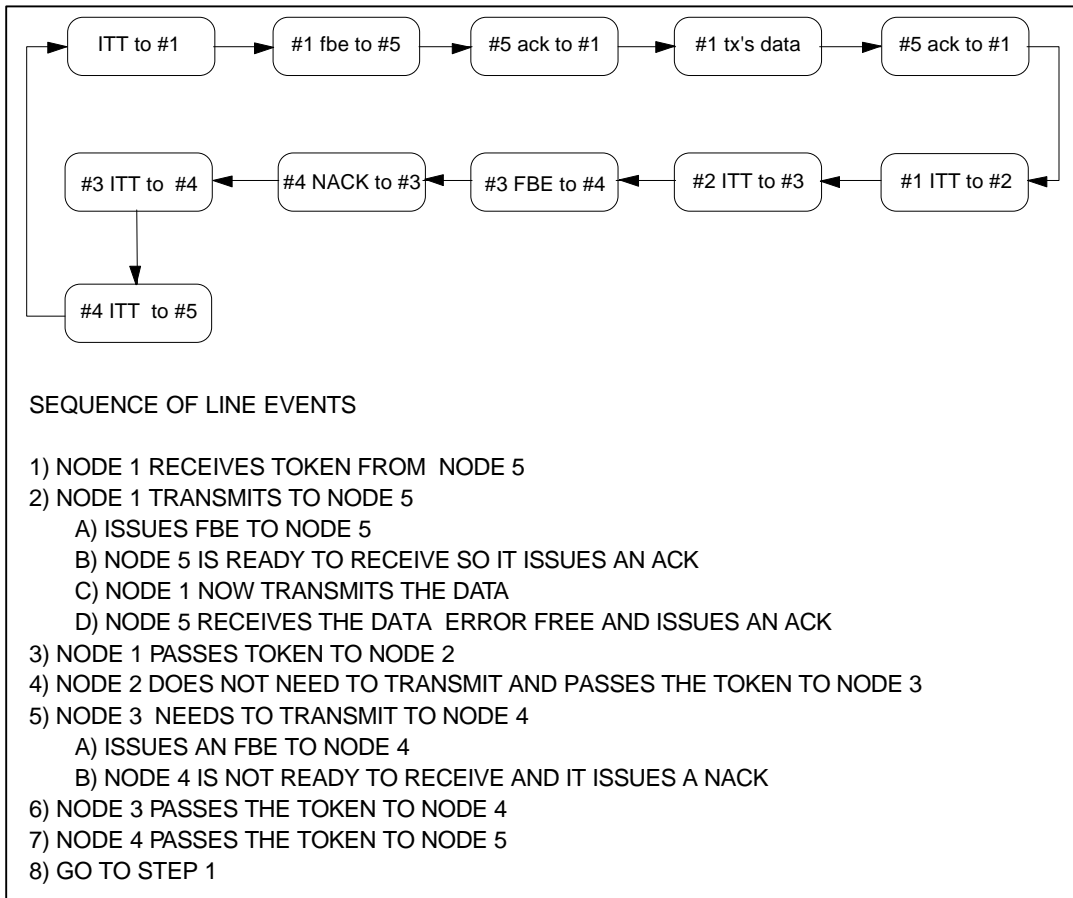 ITT to #1
#1 fbe to #5
#5 ack to #1
#1 tx's data
#5 ack to #1
#1 ITT to #2
#2 ITT to #3
#3 FBE to #4
#4 NACK to #3
#3 ITT to #4
#4 ITT to #5
SEQUENCE OF LINE EVENTS
1) NODE 1 RECEIVES TOKEN FROM NODE 5
2) NODE 1 TRANSMITS TO NODE 5
A) ISSUES FBE TO NODE 5
B) NODE 5 IS READY TO RECEIVE SO IT ISSUES AN ACK
C) NODE 1 NOW TRANSMITS THE DATA
D) NODE 5 RECEIVES THE DATA ERROR FREE AND ISSUES AN ACK
3) NODE 1 PASSES TOKEN TO NODE 2
4) NODE 2 DOES NOT NEED TO TRANSMIT AND PASSES THE TOKEN TO NODE 3
5) NODE 3 NEEDS TO TRANSMIT TO NODE 4
A) ISSUES AN FBE TO NODE 4
B) NODE 4 IS NOT READY TO RECEIVE AND IT ISSUES A NACK
6) NODE 3 PASSES THE TOKEN TO NODE 4
7) NODE 4 PASSES THE TOKEN TO NODE 5
8) GO TO STEP 1